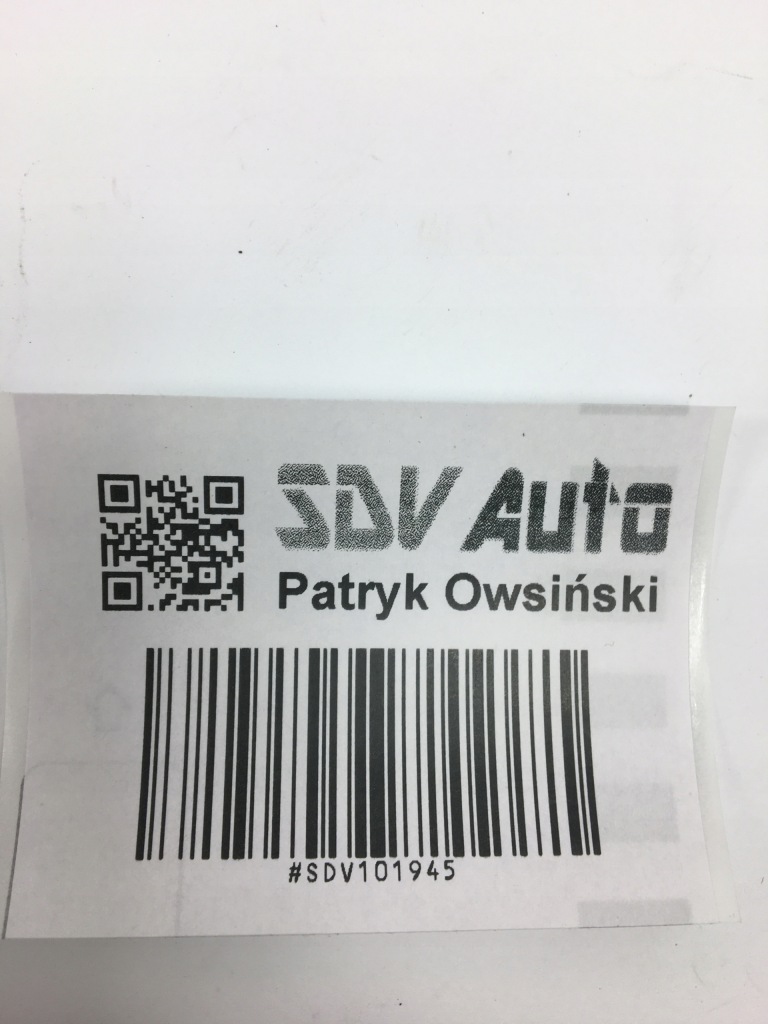 SDV Auto
Patryk Owsiński
#SDV101945